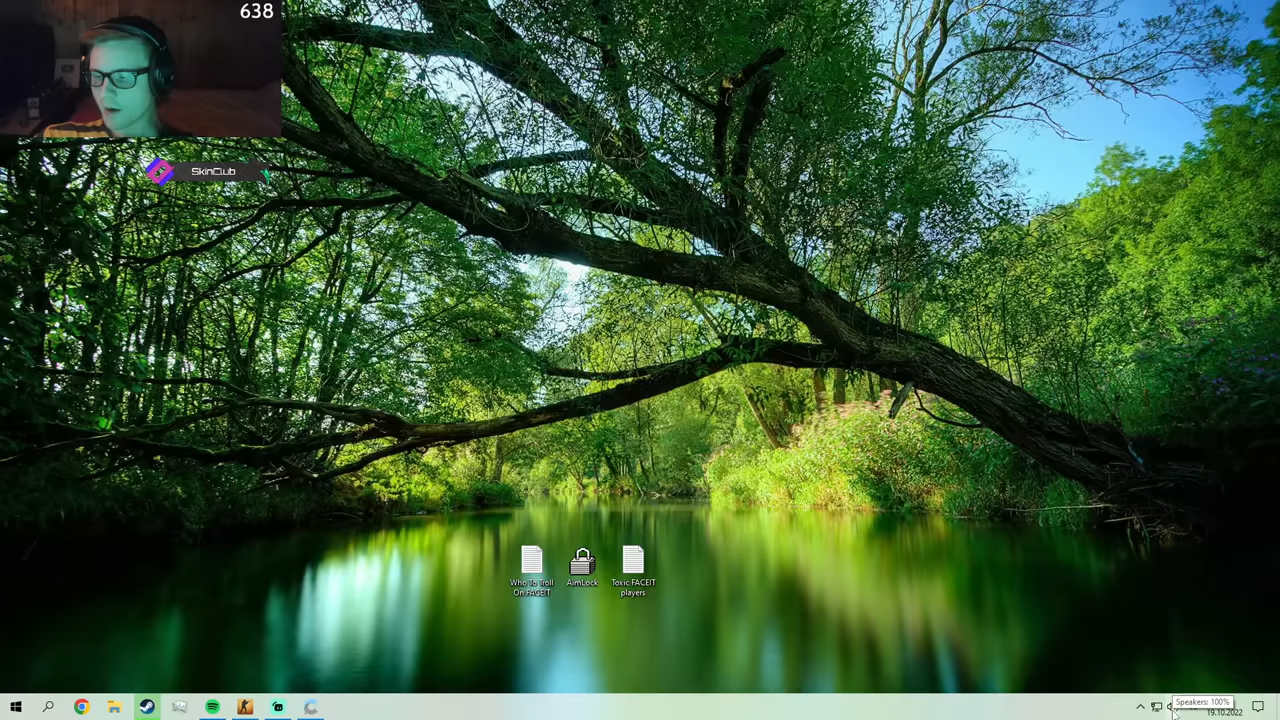 638
SkinClub
Who To Troll
On FACEIT
AimLock
Toxic FACEIT
players
Speakers: 100%
19.10.2022